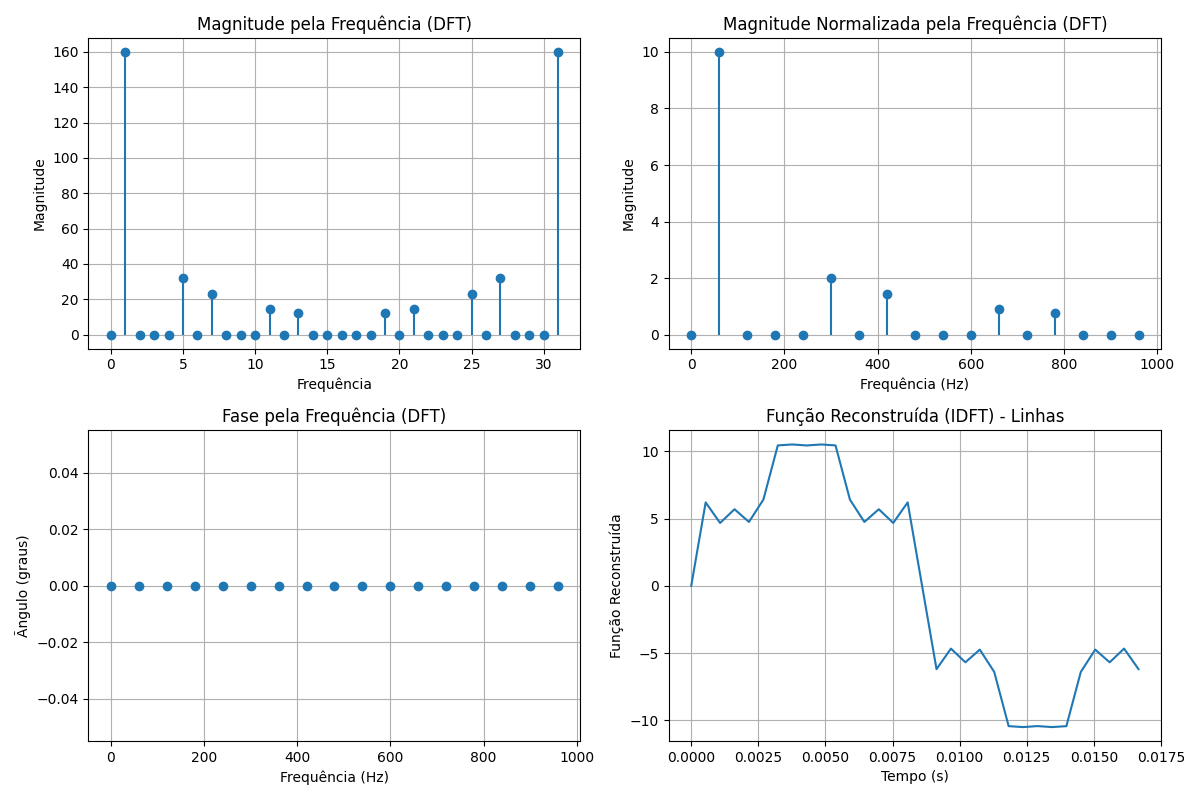 Magnitude pela Frequência (DFT)
160
140
120
100
80
60
40
20
0
Magnitude
0 5 10 15 20 25 30
Frequência
Magnitude Normalizada pela Frequência (DFT)
10
8
6
4
2
0
Magnitude
0 200 400 600 800 1000
Frequência (Hz)
Fase pela Frequência (DFT)
0.04
0.02
0.00
−0.02
−0.04
Ângulo (graus)
0 200 400 600 800 1000
Frequência (Hz)
Função Reconstruída (IDFT) - Linhas
10
5
0
−5
−10
Função Reconstruída
0.0000 0.0025 0.0050 0.0075 0.0100 0.0125 0.0150 0.0175
Tempo (s)